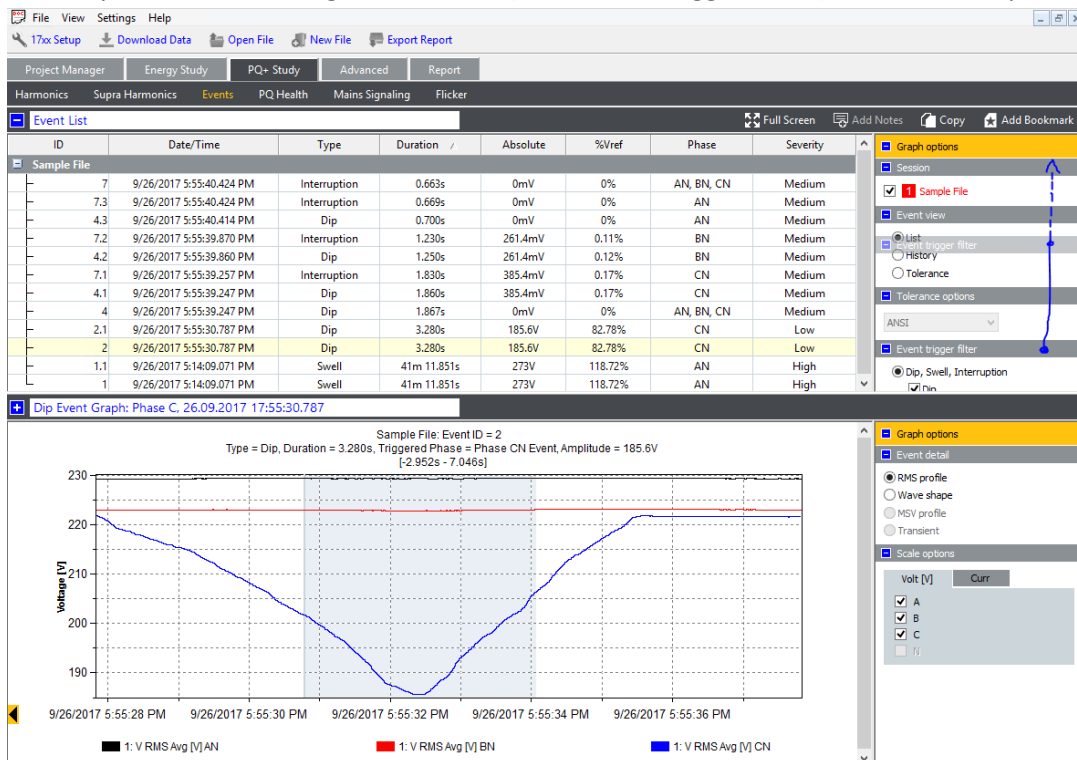 File View Settings Help
17xx Setup Download Data Open File New File Export Report
Project Manager Energy Study PQ+ Study Advanced Report
Harmonics Supra Harmonics Events PQ Health Mains Signaling Flicker
Event List Full Screen Add Notes Copy Add Bookmark
ID Date/Time Type Duration / Absolute %Vref Phase Severity
Sample File
7 9/26/2017 5:55:40.424 PM Interruption 0.663s 0mV 0% AN, BN, CN Medium
7.3 9/26/2017 5:55:40.424 PM Interruption 0.669s 0mV 0% AN Medium
4.3 9/26/2017 5:55:40.414 PM Dip 0.700s 0mV 0% AN Medium
7.2 9/26/2017 5:55:39.870 PM Interruption 1.230s 261.4mV 0.11% BN Medium
4.2 9/26/2017 5:55:39.860 PM Dip 1.250s 261.4mV 0.12% BN Medium
7.1 9/26/2017 5:55:39.257 PM Interruption 1.830s 385.4mV 0.17% CN Medium
4.1 9/26/2017 5:55:39.247 PM Dip 1.860s 385.4mV 0.17% CN Medium
4 9/26/2017 5:55:39.247 PM Dip 1.867s 0mV 0% AN, BN, CN Medium
2.1 9/26/2017 5:55:30.787 PM Dip 3.280s 185.6V 82.78% CN Low
2 9/26/2017 5:55:30.787 PM Dip 3.280s 185.6V 82.78% CN Low
1.1 9/26/2017 5:14:09.071 PM Swell 41m 11.851s 273V 118.72% AN High
1 9/26/2017 5:14:09.071 PM Swell 41m 11.851s 273V 118.72% AN High
Graph options
Session
1 Sample File
Event view
List
Event trigger filter
History
Tolerance
Tolerance options
ANSI
Event trigger filter
Dip, Swell, Interruption
Dip
Dip Event Graph: Phase C, 26.09.2017 17:55:30.787
Sample File: Event ID = 2
Type = Dip, Duration = 3.280s, Triggered Phase = Phase CN Event, Amplitude = 185.6V
[-2.952s - 7.046s]
Voltage [V]
230
220
210
200
190
9/26/2017 5:55:28 PM 9/26/2017 5:55:30 PM 9/26/2017 5:55:32 PM 9/26/2017 5:55:34 PM 9/26/2017 5:55:36 PM
1: V RMS Avg [V] AN 1: V RMS Avg [V] BN 1: V RMS Avg [V] CN
Graph options
Event detail
RMS profile
Wave shape
MSV profile
Transient
Scale options
Volt [V] Curr
A
B
C
N